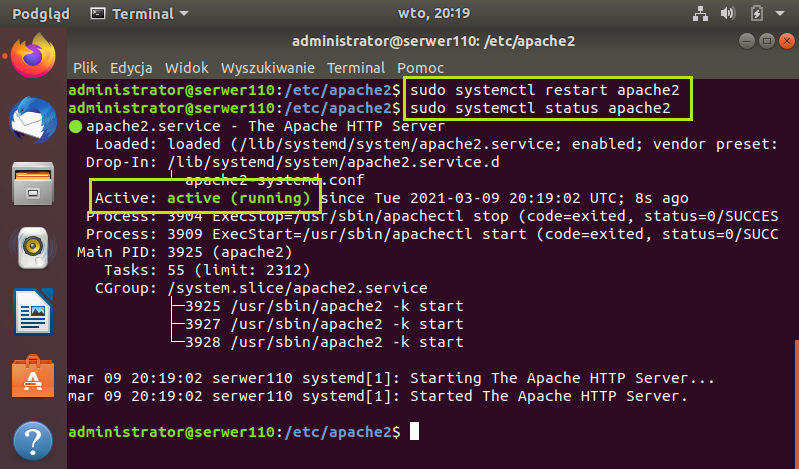 Podgląd Terminal wto, 20:19
administrator@serwer110: /etc/apache2
Plik Edycja Widok Wyszukiwanie Terminal Pomoc
administrator@serwer110:/etc/apache2$ sudo systemctl restart apache2
administrator@serwer110:/etc/apache2$ sudo systemctl status apache2
● apache2.service - The Apache HTTP Server
Loaded: loaded (/lib/systemd/system/apache2.service; enabled; vendor preset:
Drop-In: /lib/systemd/system/apache2.service.d
└─apache2-systemd.conf
Active: active (running) since Tue 2021-03-09 20:19:02 UTC; 8s ago
Process: 3904 ExecStop=/usr/sbin/apachectl stop (code=exited, status=0/SUCCES
Process: 3909 ExecStart=/usr/sbin/apachectl start (code=exited, status=0/SUCC
Main PID: 3925 (apache2)
Tasks: 55 (limit: 2312)
CGroup: /system.slice/apache2.service
├─3925 /usr/sbin/apache2 -k start
├─3927 /usr/sbin/apache2 -k start
└─3928 /usr/sbin/apache2 -k start
mar 09 20:19:02 serwer110 systemd[1]: Starting The Apache HTTP Server...
mar 09 20:19:02 serwer110 systemd[1]: Started The Apache HTTP Server.
administrator@serwer110:/etc/apache2$